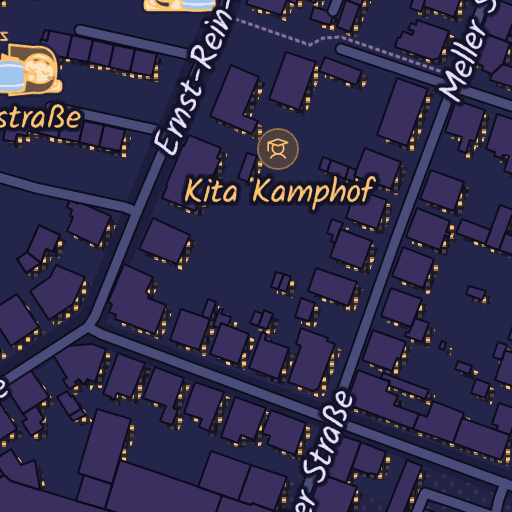 Ernst-Rein-
Meller S
straße
Kita Kamphof
er Straße